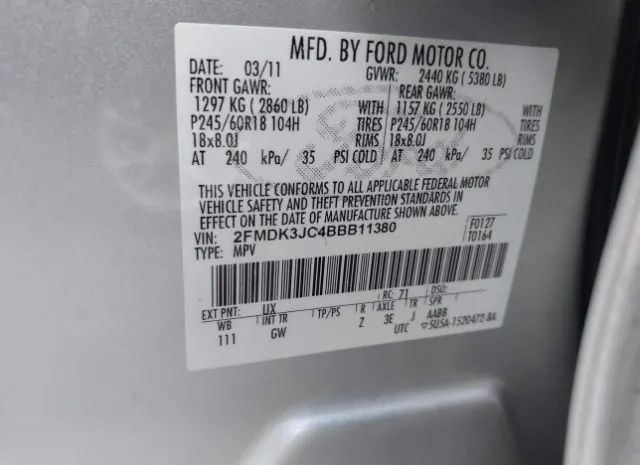 MFD. BY FORD MOTOR CO.
DATE: 03/11 GVWR: 2440 KG ( 5380 LB)
FRONT GAWR: REAR GAWR:
1297 KG ( 2860 LB) WITH 1157 KG ( 2550 LB) WITH
P245/60R18 104H TIRES P245/60R18 104H TIRES
18x8.0J RIMS 18x8.0J RIMS
AT 240 kPa/ 35 PSI COLD AT 240 kPa/ 35 PSI COLD
THIS VEHICLE CONFORMS TO ALL APPLICABLE FEDERAL MOTOR
VEHICLE SAFETY AND THEFT PREVENTION STANDARDS IN
EFFECT ON THE DATE OF MANUFACTURE SHOWN ABOVE.
VIN: 2FMDK3JC4BBB11380 F0127
TYPE: MPV T0164
EXT PNT: UX RC: 71 DSO:
WB INT TR TP/PS R AXLE TR SPR
111 GW Z 3E J AABB
UTC 5U5A-1520472-BA